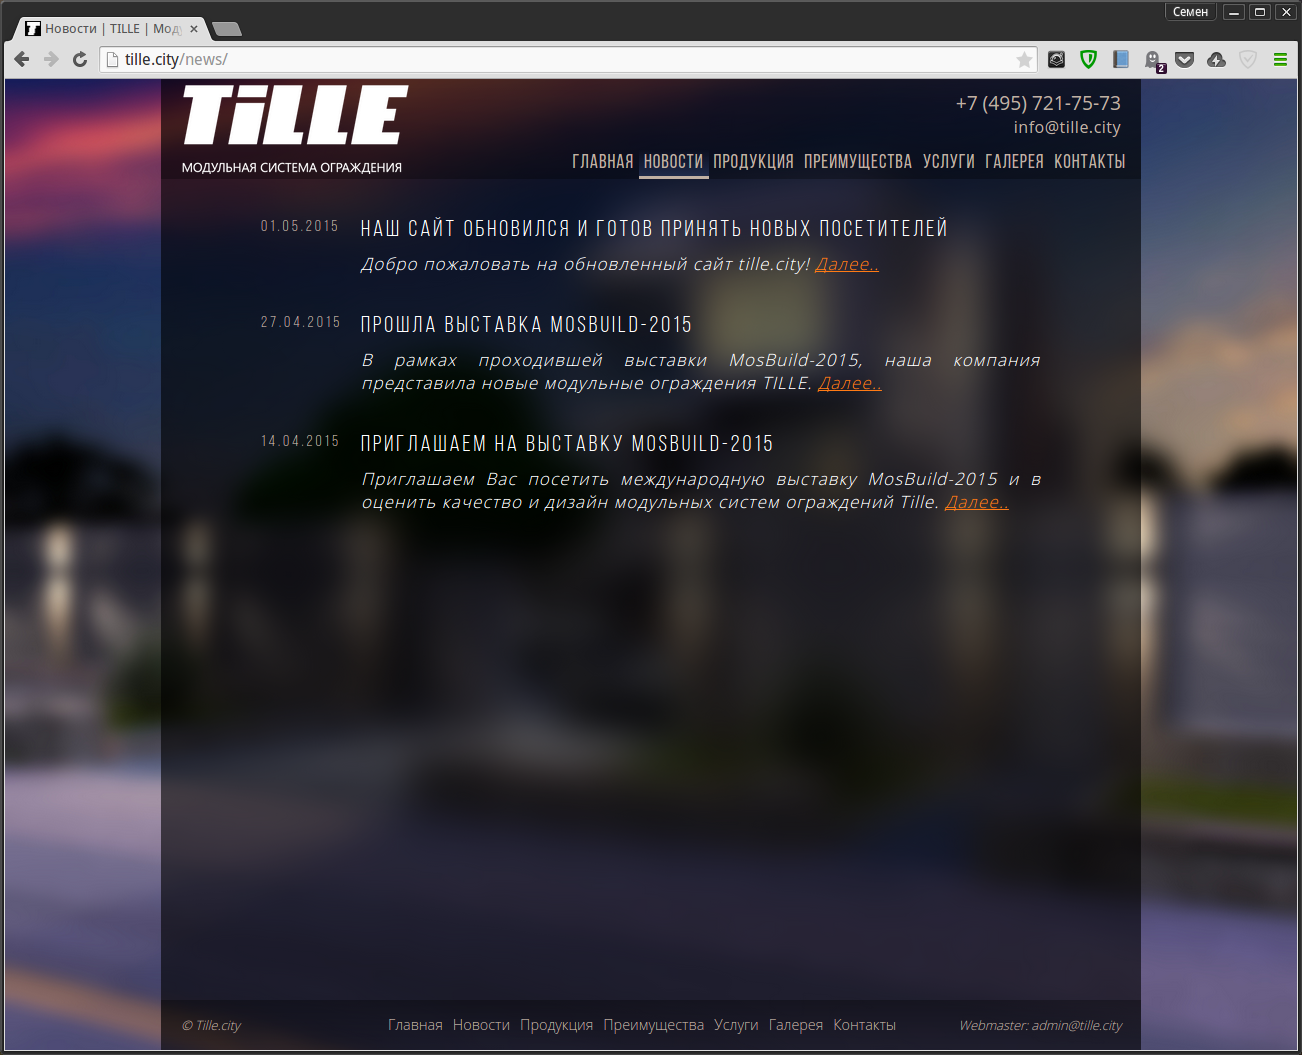 Семен
Новости | TILLE | Моду
tille.city/news/
2
TiLLE
МОДУЛЬНАЯ СИСТЕМА ОГРАЖДЕНИЯ
+7 (495) 721-75-73
info@tille.city
ГЛАВНАЯ НОВОСТИ ПРОДУКЦИЯ ПРЕИМУЩЕСТВА УСЛУГИ ГАЛЕРЕЯ КОНТАКТЫ
01.05.2015 НАШ САЙТ ОБНОВИЛСЯ И ГОТОВ ПРИНЯТЬ НОВЫХ ПОСЕТИТЕЛЕЙ
Добро пожаловать на обновленный сайт tille.city! Далее..
27.04.2015 ПРОШЛА ВЫСТАВКА MOSBUILD-2015
В рамках проходившей выставки MosBuild-2015, наша компания
представила новые модульные ограждения TILLE. Далее..
14.04.2015 ПРИГЛАШАЕМ НА ВЫСТАВКУ MOSBUILD-2015
Приглашаем Вас посетить международную выставку MosBuild-2015 и в
оценить качество и дизайн модульных систем ограждений Tille. Далее..
© Tille.city Главная Новости Продукция Преимущества Услуги Галерея Контакты Webmaster: admin@tille.city